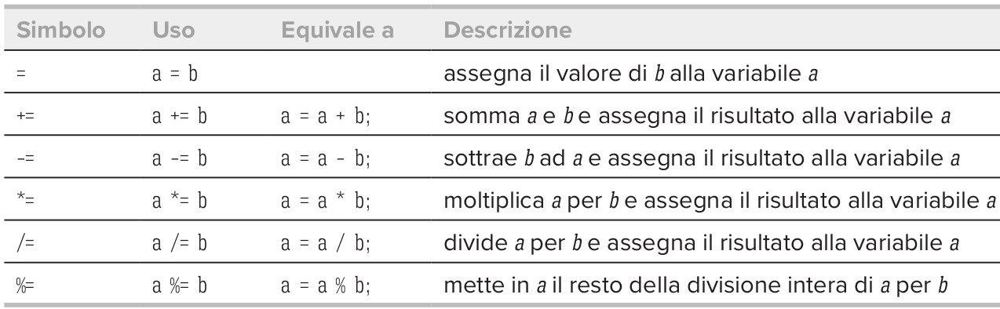 Simbolo Uso Equivale a Descrizione
= a = b assegna il valore di b alla variabile a
+= a += b a = a + b; somma a e b e assegna il risultato alla variabile a
-= a -= b a = a - b; sottrae b ad a e assegna il risultato alla variabile a
*= a *= b a = a * b; moltiplica a per b e assegna il risultato alla variabile a
/= a /= b a = a / b; divide a per b e assegna il risultato alla variabile a
%= a %= b a = a % b; mette in a il resto della divisione intera di a per b